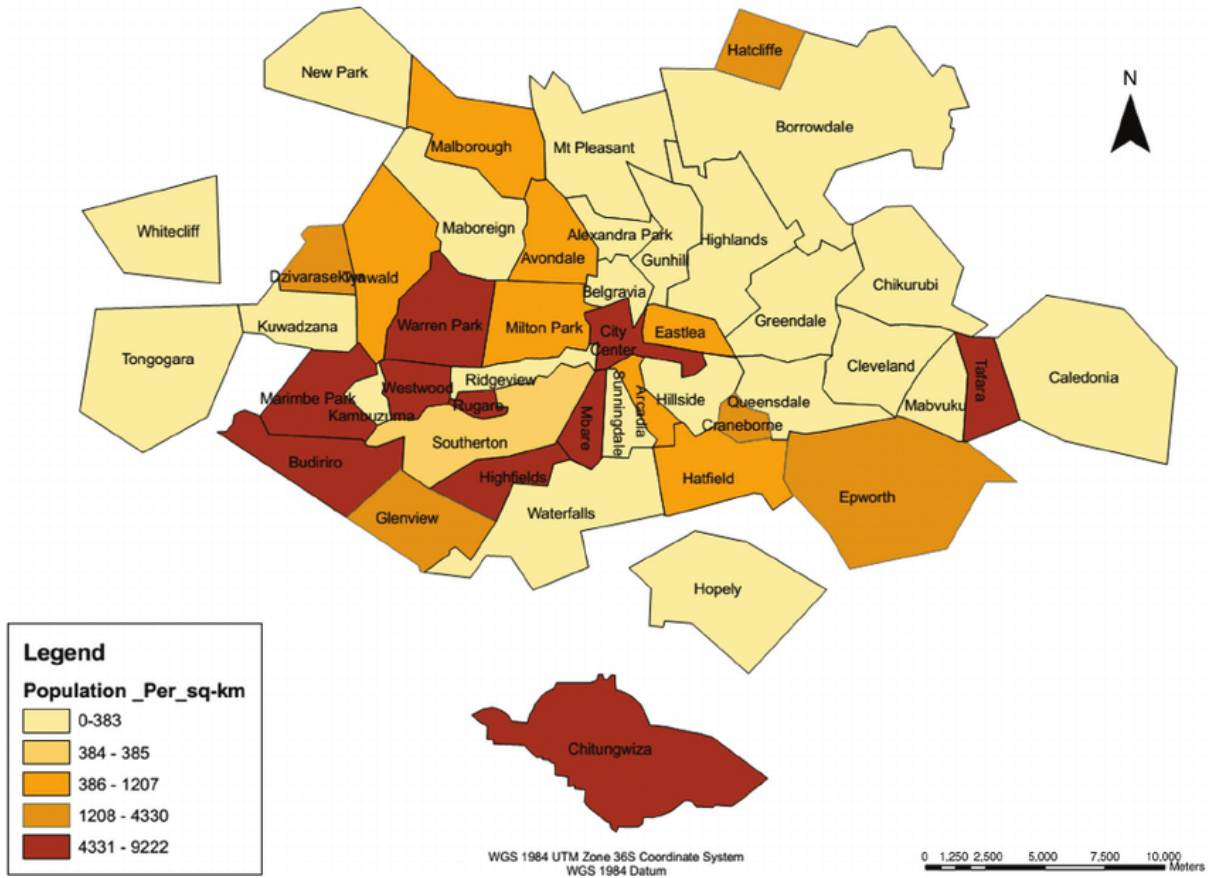 Hatcliffe
New Park
N
Borrowdale
Malborough
Mt Pleasant
Whitecliff
Maboreign
Alexandra Park
Highlands
Avondale
Gunhill
Dzivarasekwa
Tynwald
Chikurubi
Belgravia
Kuwadzana
Warren Park
Milton Park
City
Center
Eastlea
Greendale
Tongogara
Cleveland
Tafara
Caledonia
Ridgeview
Westwood
Sunningdale
Arcadia
Hillside
Marimbe Park
Rugare
Queensdale
Mabvuku
Kambuzuma
Mbare
Craneborne
Southerton
Budiriro
Highfields
Hatfield
Epworth
Glenview
Waterfalls
Hopely
Legend
Population _Per_sq-km
0-383
384 - 385
386 - 1207
1208 - 4330
4331 - 9222
Chitungwiza
WGS 1984 UTM Zone 36S Coordinate System
WGS 1984 Datum
0 1,250 2,500 5,000 7,500 10,000
Meters